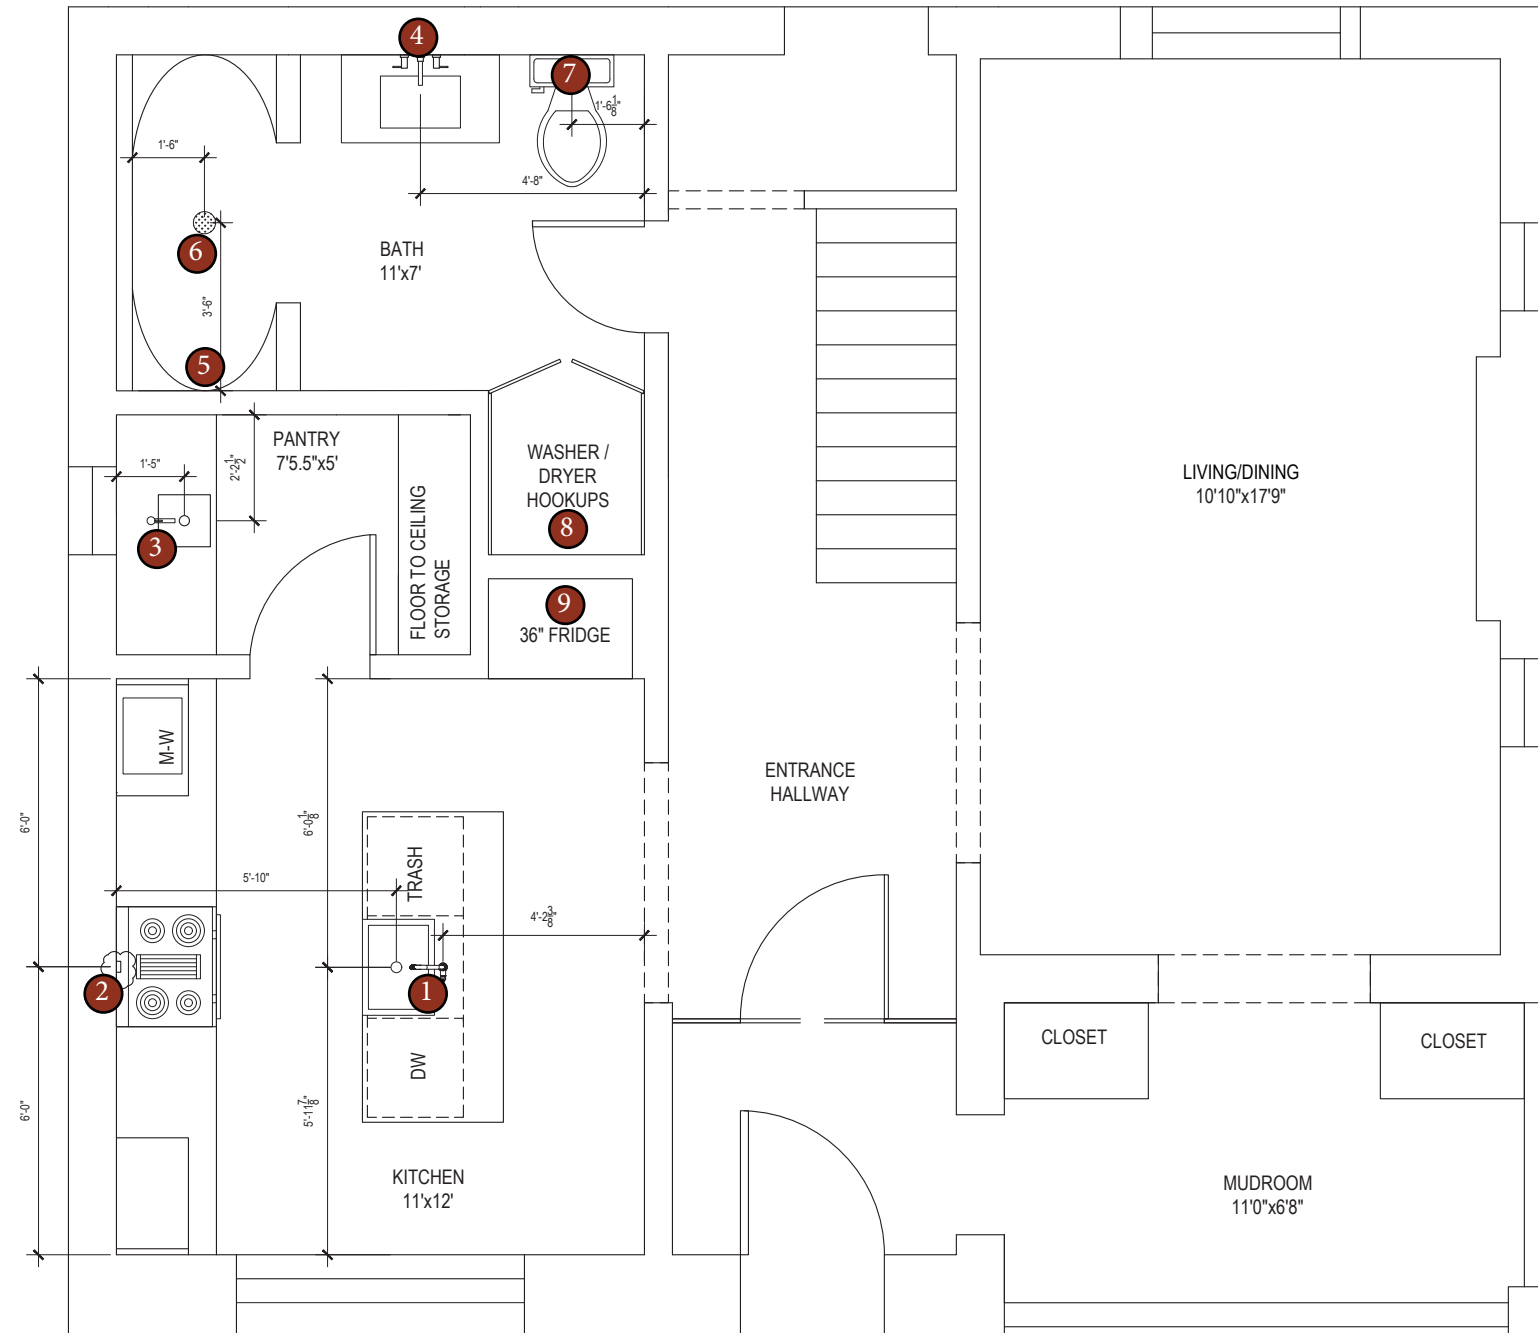 4
7
1'-6 1/8"
1'-6"
4'-8"
6
BATH
11'x7'
3'-6"
5
PANTRY
7'5.5"x5'
1'-5"
2'-2 1/2"
3
FLOOR TO CEILING
STORAGE
WASHER /
DRYER
HOOKUPS
8
9
36" FRIDGE
LIVING/DINING
10'10"x17'9"
M-W
ENTRANCE
HALLWAY
6'-0"
6'-0 1/8"
TRASH
5'-10"
4'-2 3/8"
2
1
DW
6'-0"
5'-11 7/8"
KITCHEN
11'x12'
CLOSET
CLOSET
MUDROOM
11'0"x6'8"